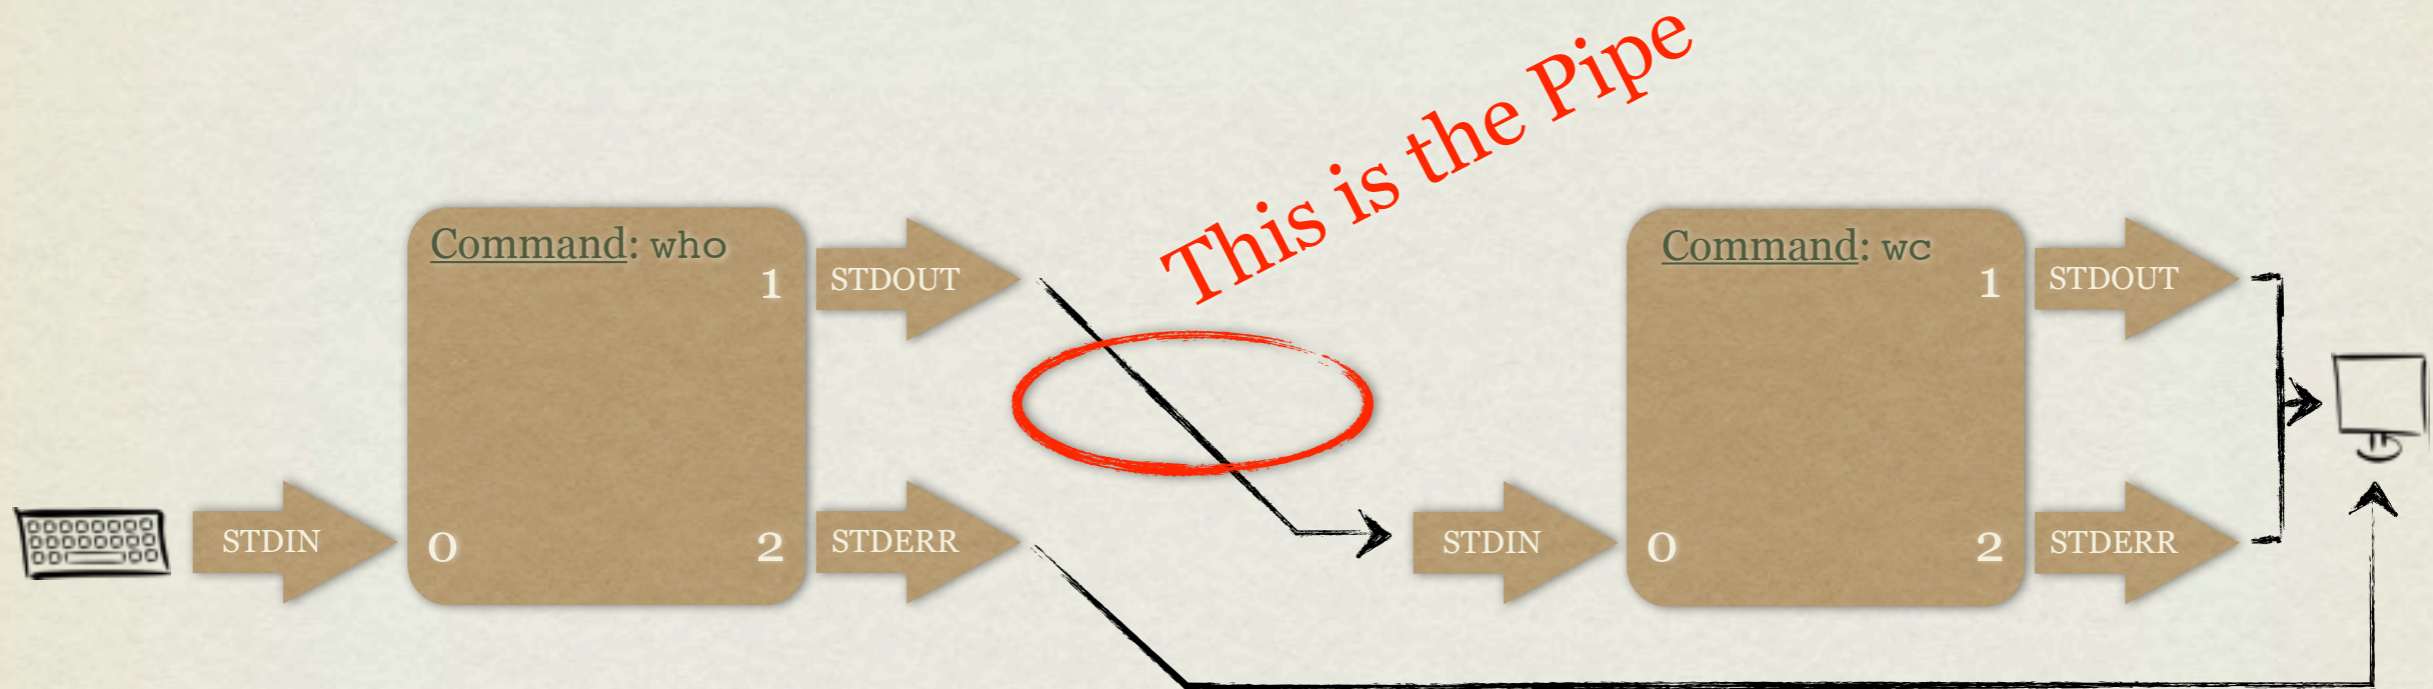 This is the Pipe
Command: who
1
STDOUT
STDIN
0
2
STDERR
Command: wc
1
STDOUT
STDIN
0
2
STDERR